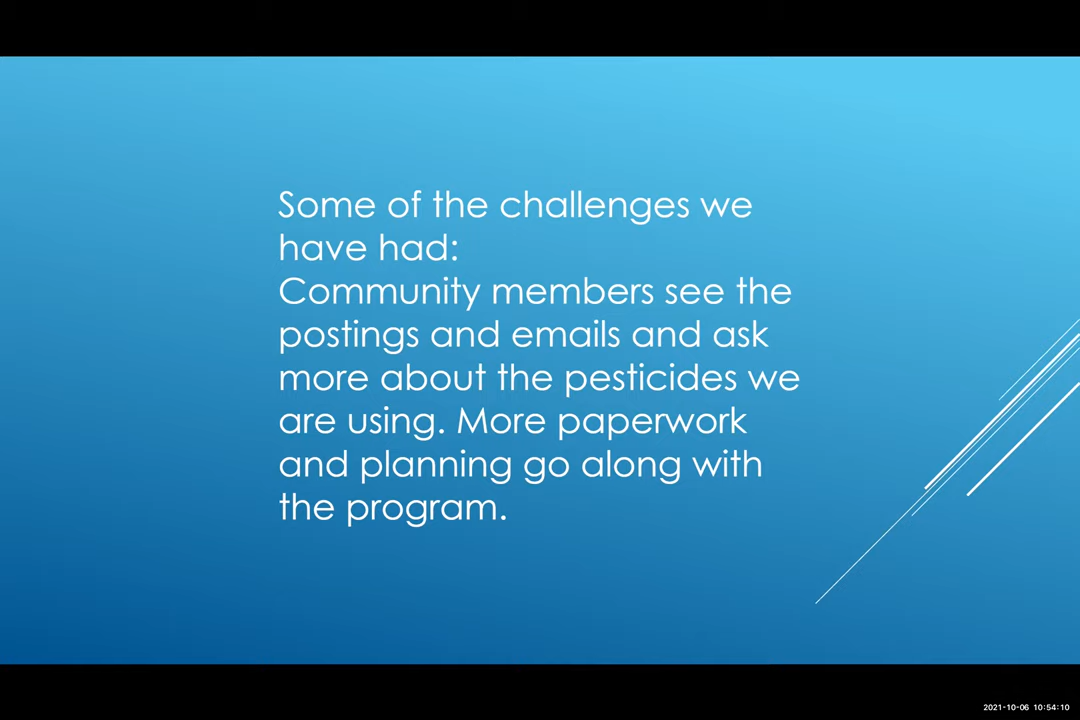 Some of the challenges we
have had:
Community members see the
postings and emails and ask
more about the pesticides we
are using. More paperwork
and planning go along with
the program.
2021-10-06 10:54:10